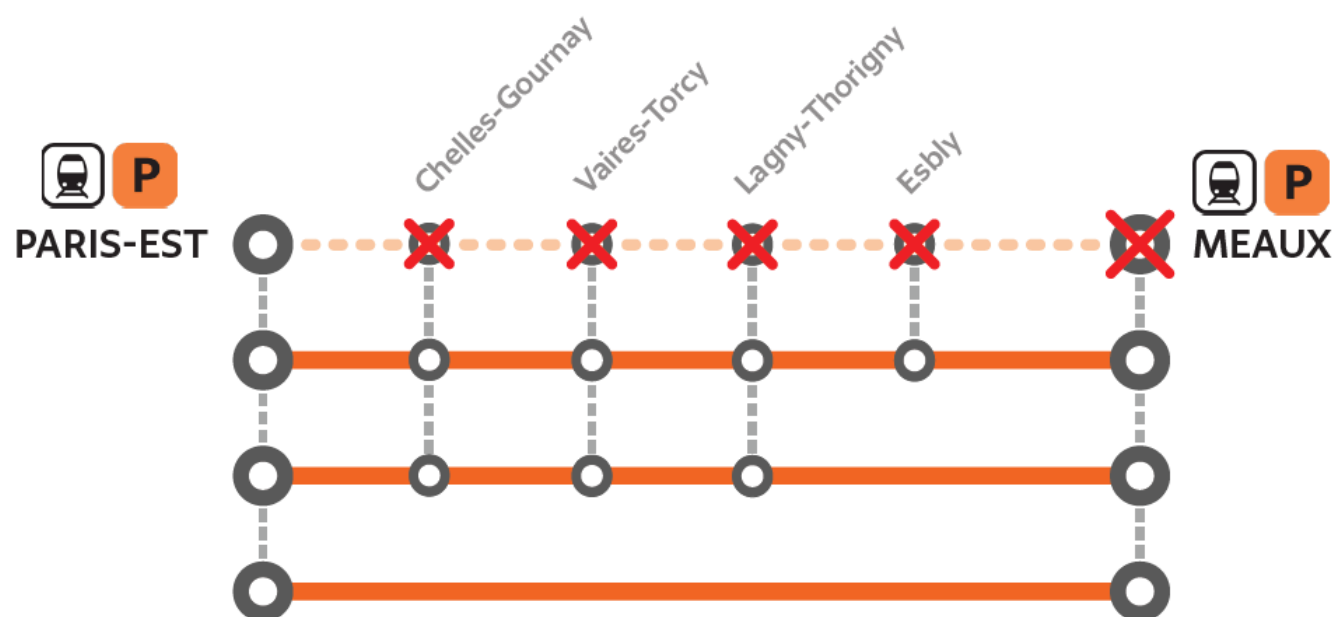 Chelles-Gournay
Vaires-Torcy
Lagny-Thorigny
Esbly
P
PARIS-EST
P
MEAUX